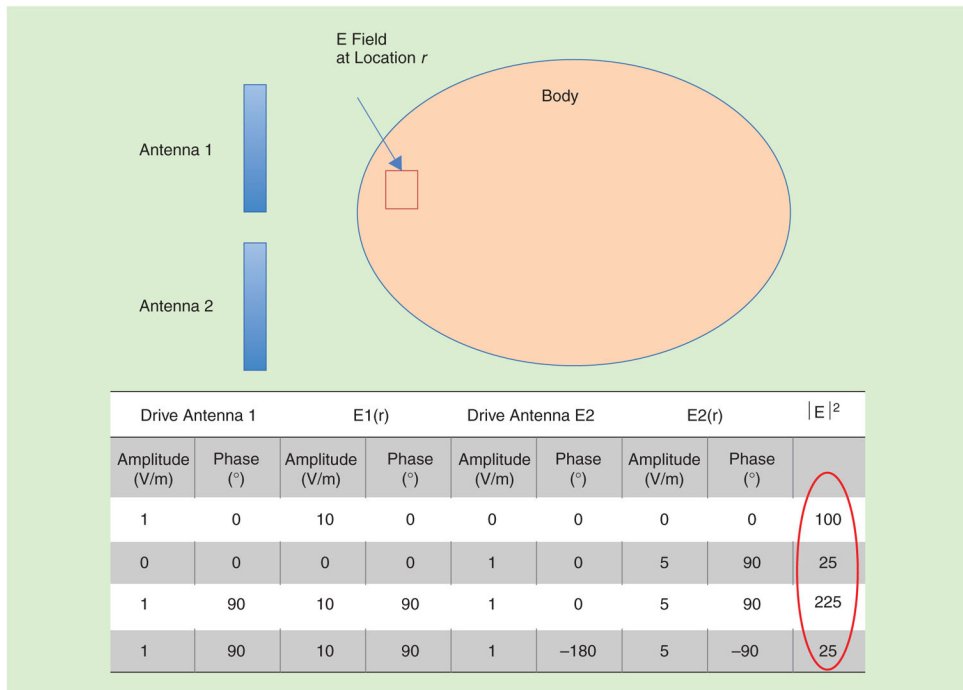 E Field
at Location r
Body
Antenna 1
Antenna 2
Drive Antenna 1 E1(r) Drive Antenna E2 E2(r) |E|²
Amplitude Phase Amplitude Phase Amplitude Phase Amplitude Phase
(V/m) (°) (V/m) (°) (V/m) (°) (V/m) (°)
1 0 10 0 0 0 0 0 100
0 0 0 0 1 0 5 90 25
1 90 10 90 1 0 5 90 225
1 90 10 90 1 –180 5 –90 25